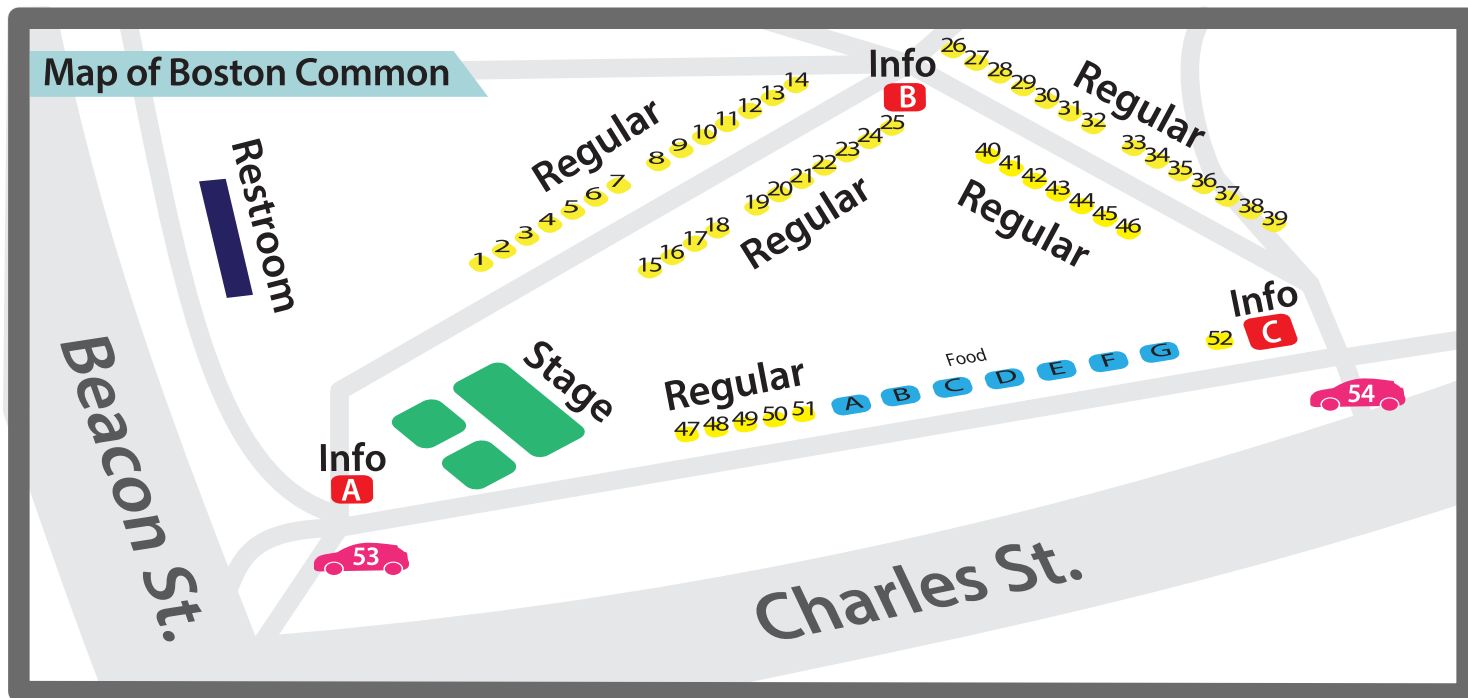 Map of Boston Common
Info
B
26 27 28 29 30 31 32
33 34 35 36 37 38 39
Regular
Regular
1 2 3 4 5 6 7
8 9 10 11 12 13 14
15 16 17 18
19 20 21 22 23 24 25
Regular
40 41 42 43 44 45 46
Regular
Restroom
Info
C
52
Stage
Regular
47 48 49 50 51
Food
A B C D E F G
54
Info
A
53
Beacon St.
Charles St.